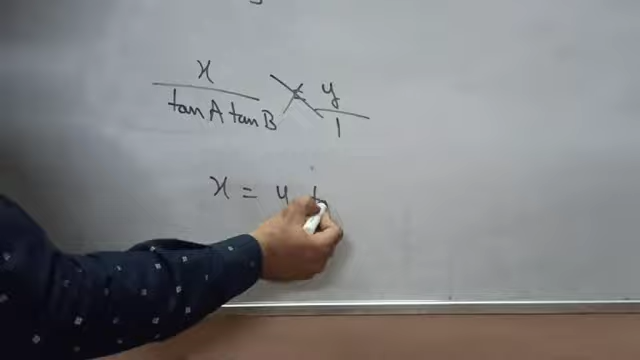 x / tan A tan B = y / 1
x = y t